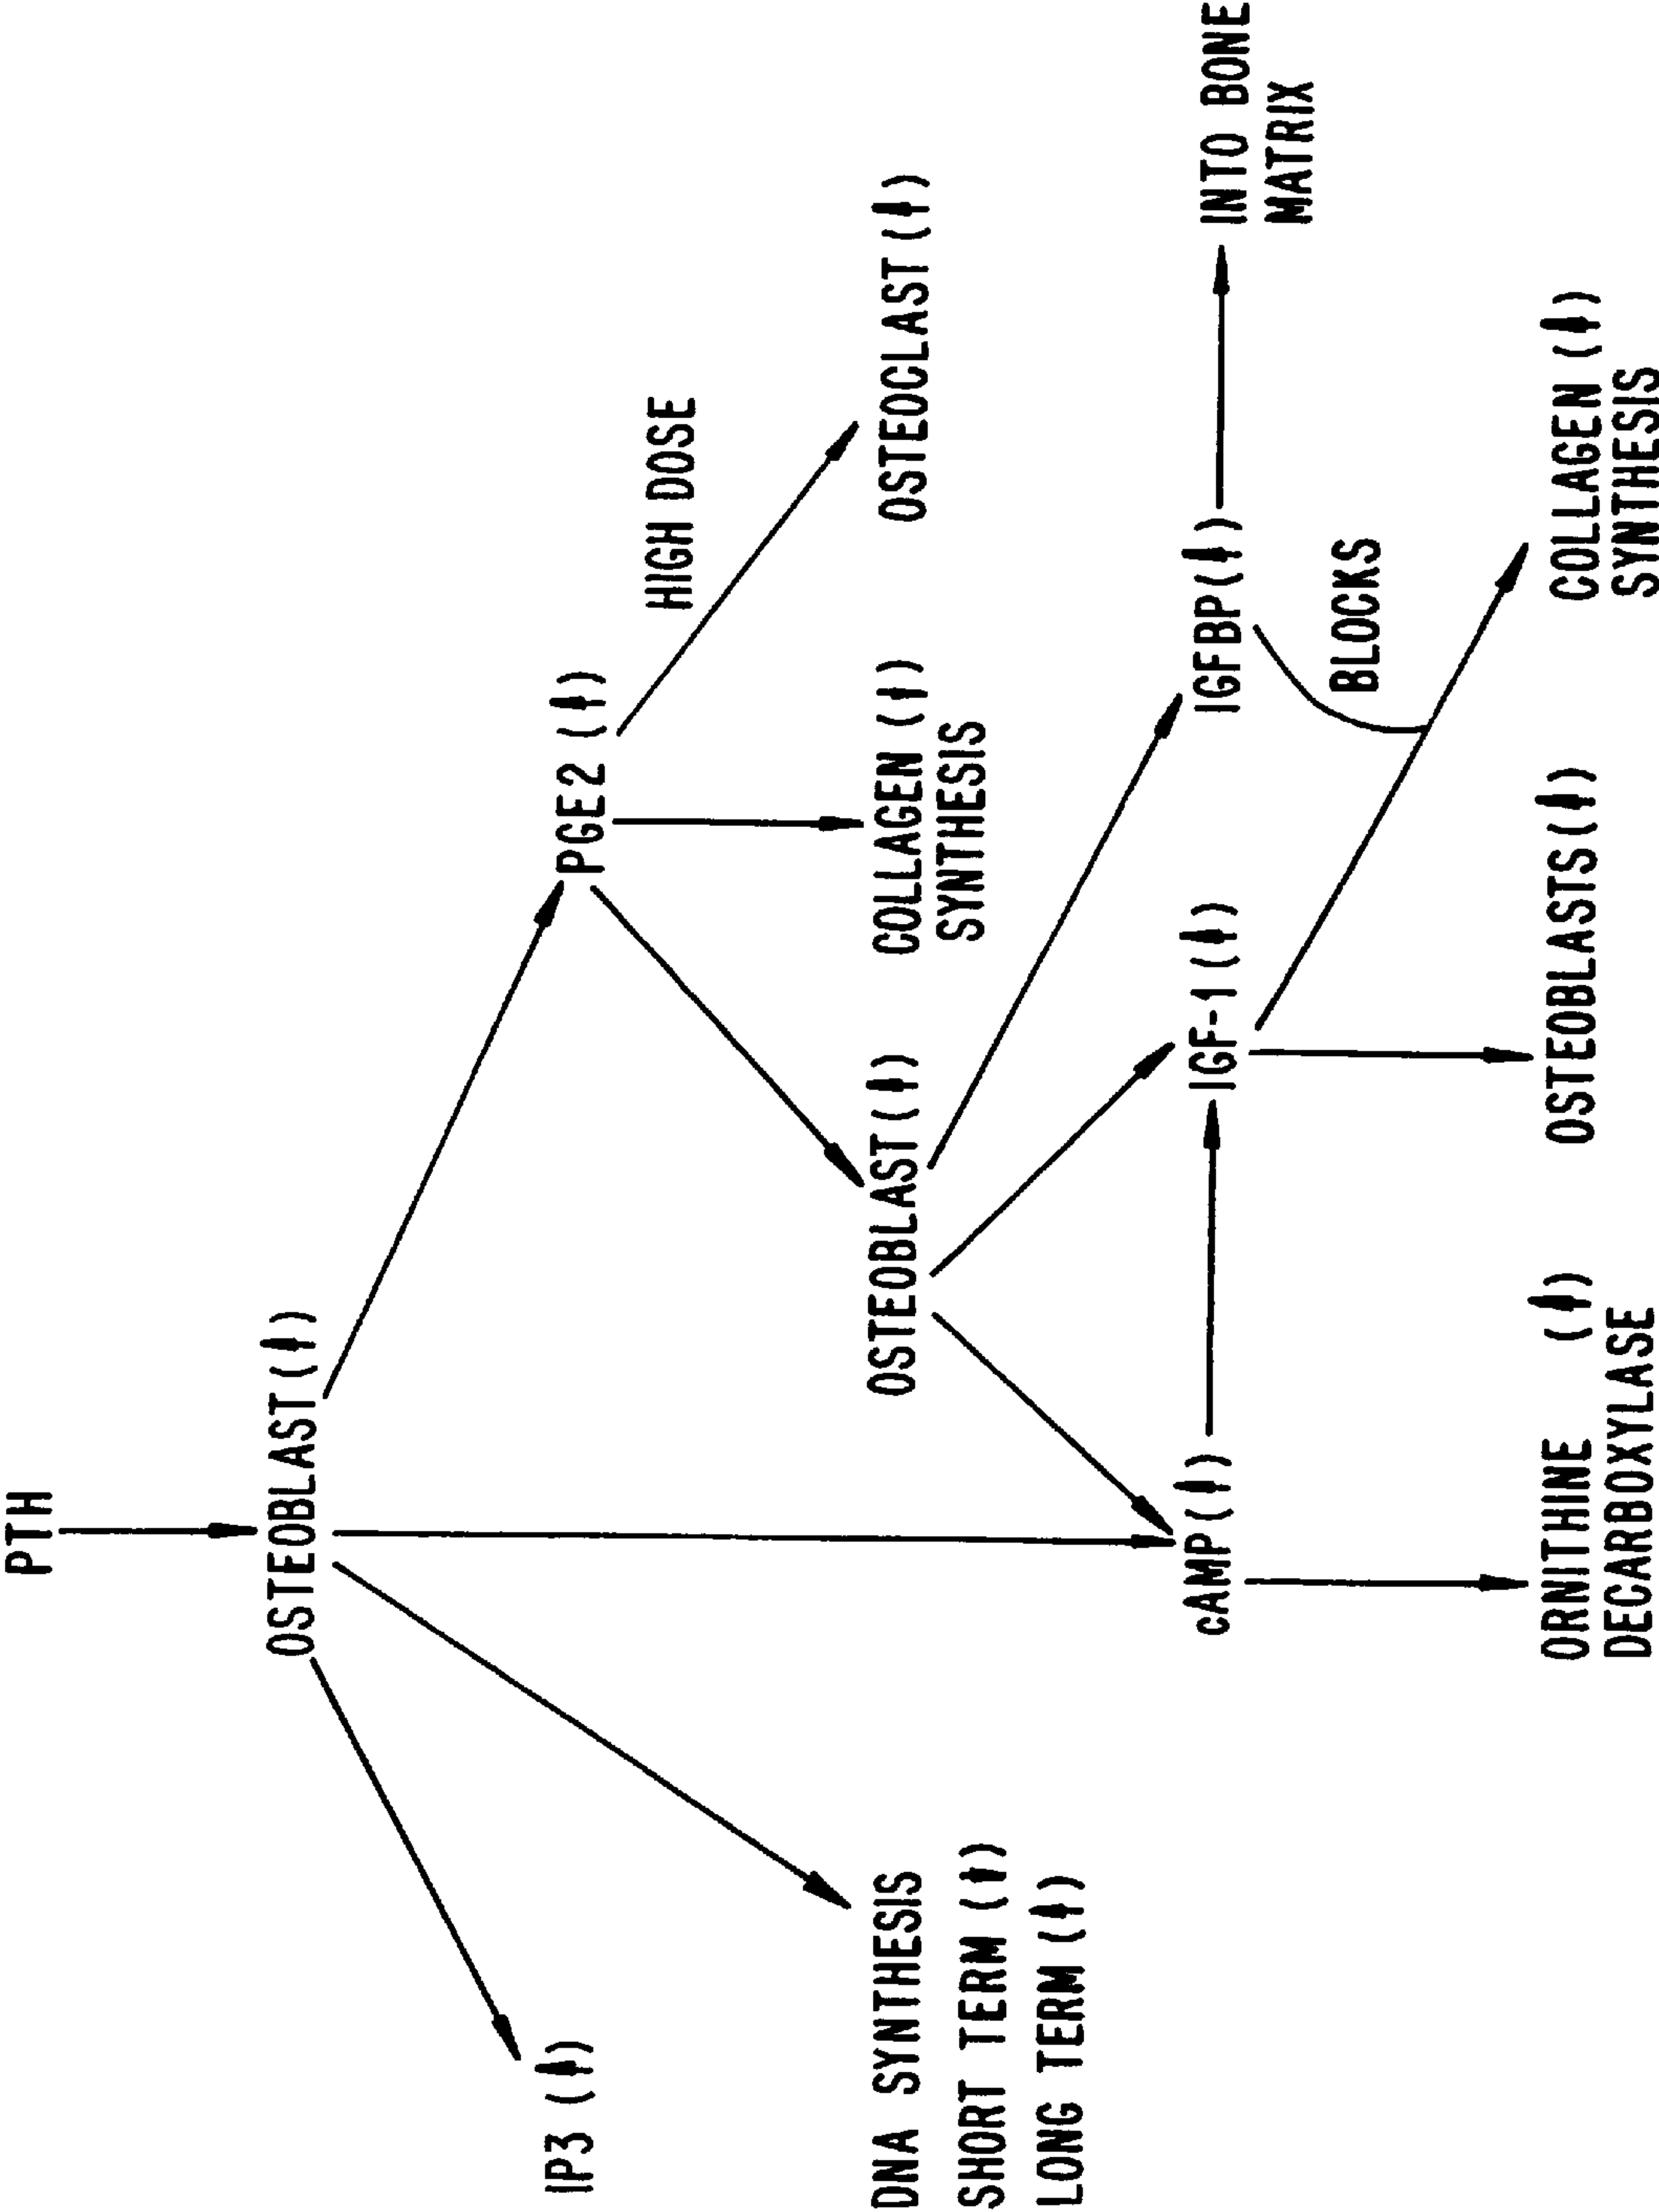 PTH
OSTEOBLAST(↑)
IP3 (↑)
PGE2 (↑)
HIGH DOSE
DNA SYNTHESIS
SHORT TERM (↓)
LONG TERM (↑)
OSTEOBLAST(↑)
COLLAGEN (↓)
SYNTHESIS
OSTEOCLAST (↑)
cAMP(↑)
IGF-1(↑)
IGFBP(↑)
INTO BONE
MATRIX
BLOCKS
ORNITHINE (↑)
DECARBOXYLASE
OSTEOBLASTS(↑)
COLLAGEN (↑)
SYNTHESIS